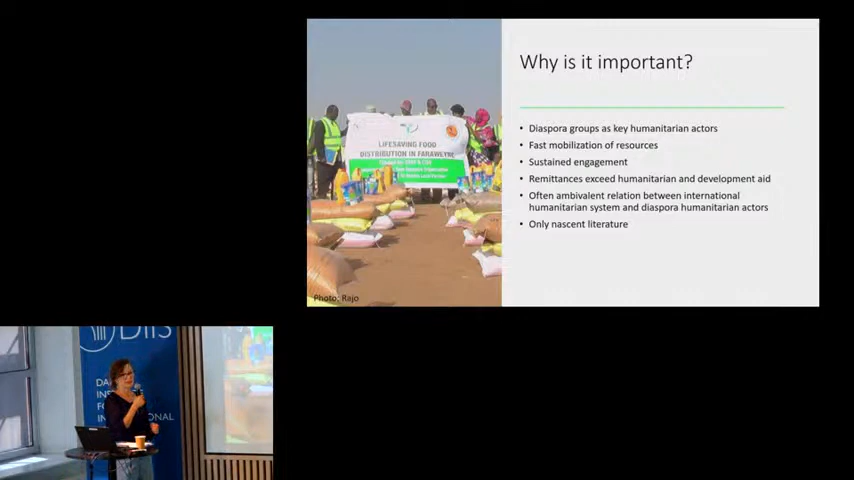 Why is it important?
• Diaspora groups as key humanitarian actors
• Fast mobilization of resources
• Sustained engagement
• Remittances exceed humanitarian and development aid
• Often ambivalent relation between international
humanitarian system and diaspora humanitarian actors
• Only nascent literature
LIFESAVING FOOD
DISTRIBUTION IN FARAWEYNE
Photo: Rajo
DIIS